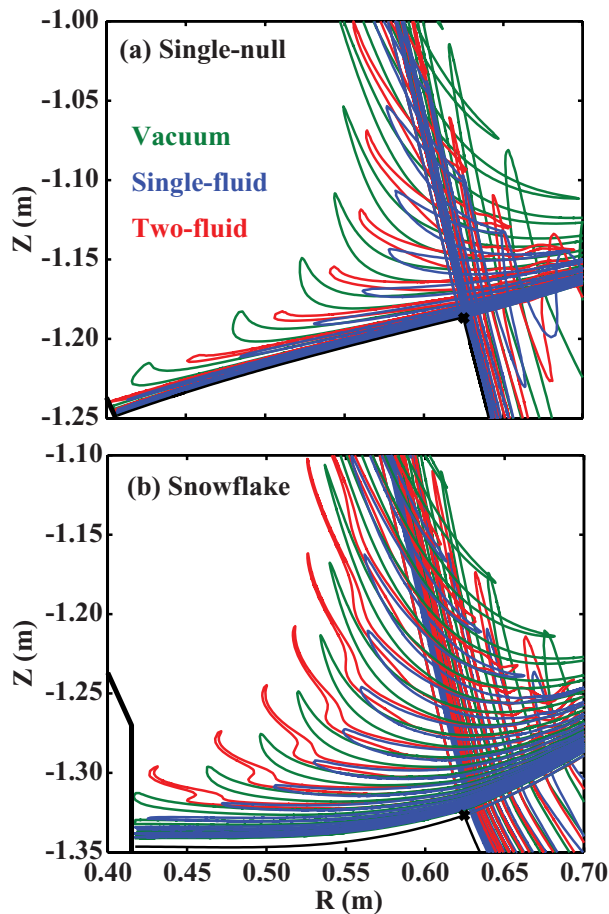 -1.00
(a) Single-null
-1.05
Vacuum
-1.10
Single-fluid
Z (m)
Two-fluid
-1.15
-1.20
-1.25
-1.10
(b) Snowflake
-1.15
-1.20
Z (m)
-1.25
-1.30
-1.35
0.40 0.45 0.50 0.55 0.60 0.65 0.70
R (m)